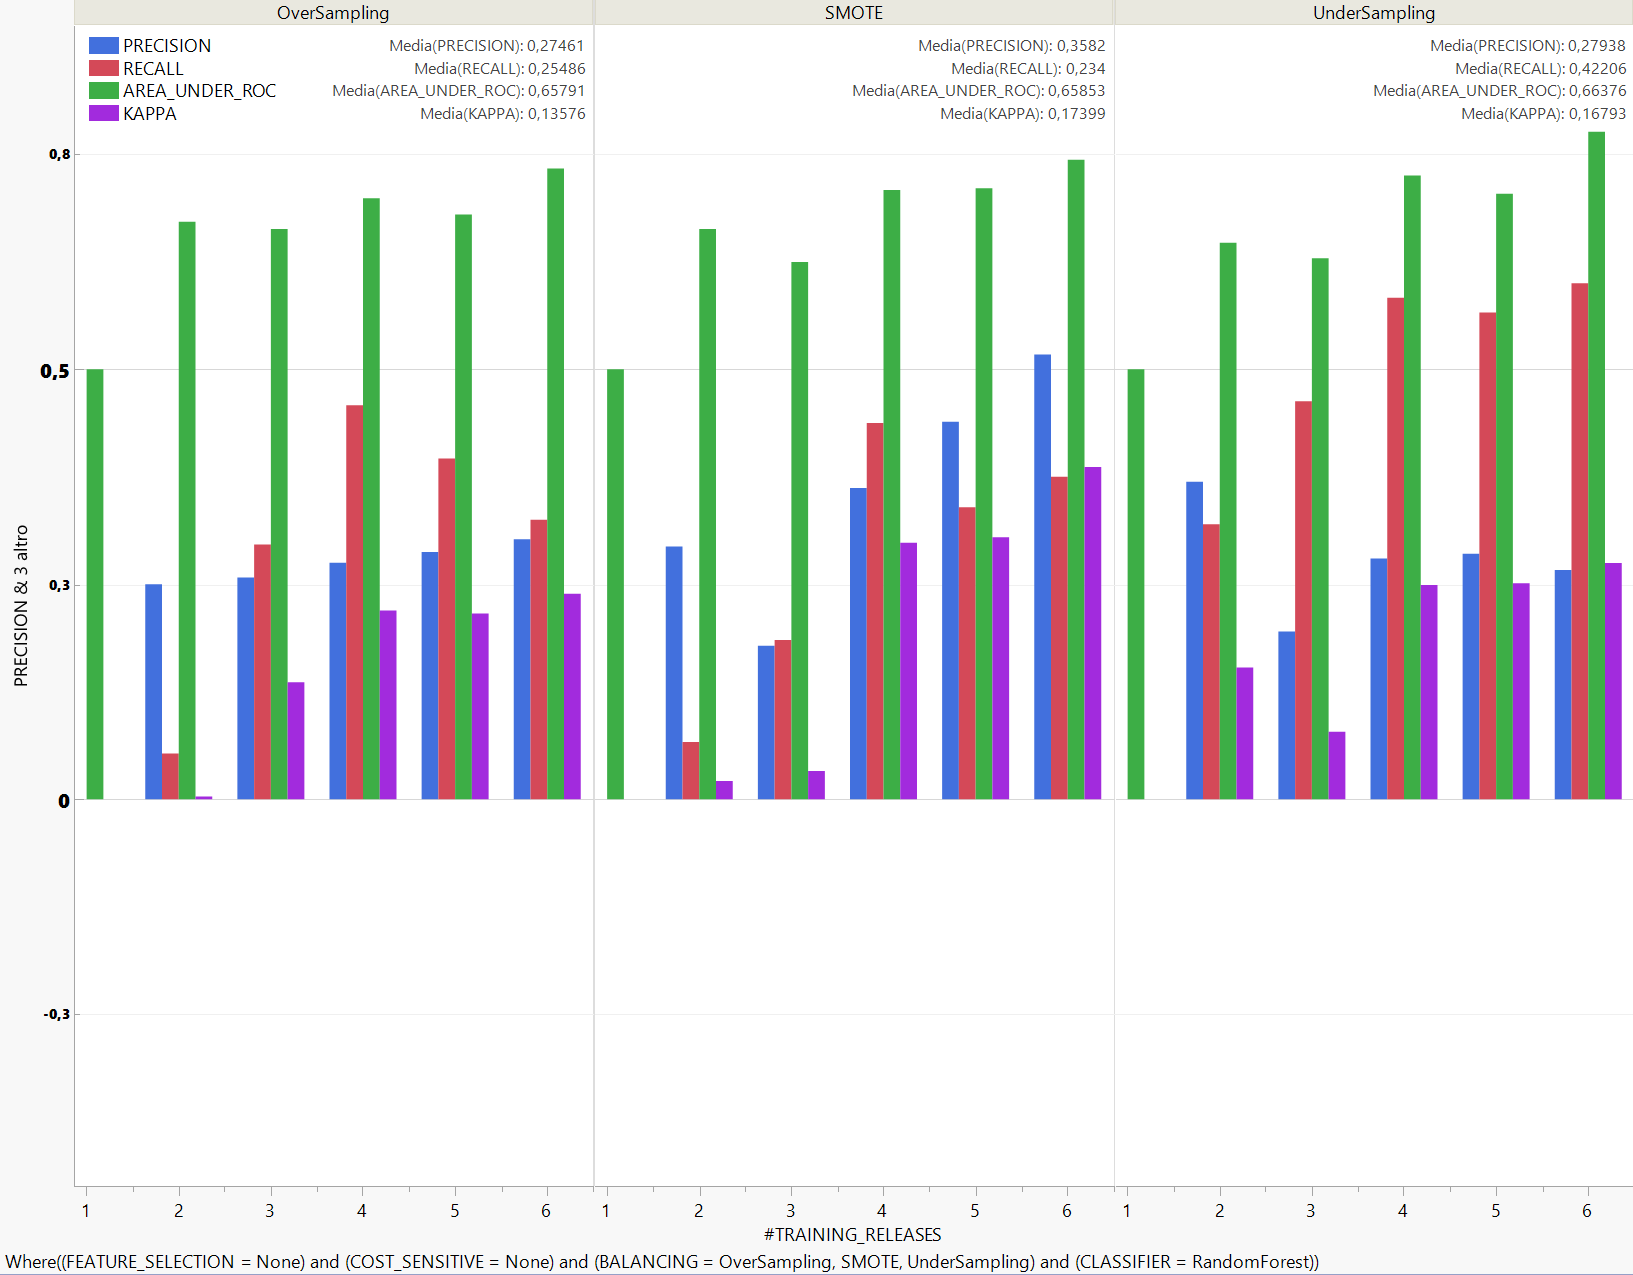 OverSampling SMOTE UnderSampling
PRECISION Media(PRECISION): 0,27461 Media(PRECISION): 0,3582 Media(PRECISION): 0,27938
RECALL Media(RECALL): 0,25486 Media(RECALL): 0,234 Media(RECALL): 0,42206
AREA_UNDER_ROC Media(AREA_UNDER_ROC): 0,65791 Media(AREA_UNDER_ROC): 0,65853 Media(AREA_UNDER_ROC): 0,66376
KAPPA Media(KAPPA): 0,13576 Media(KAPPA): 0,17399 Media(KAPPA): 0,16793
0,8
0,5
0,3
0
-0,3
PRECISION & 3 altro
1 2 3 4 5 6 1 2 3 4 5 6 1 2 3 4 5 6
#TRAINING_RELEASES
Where((FEATURE_SELECTION = None) and (COST_SENSITIVE = None) and (BALANCING = OverSampling, SMOTE, UnderSampling) and (CLASSIFIER = RandomForest))